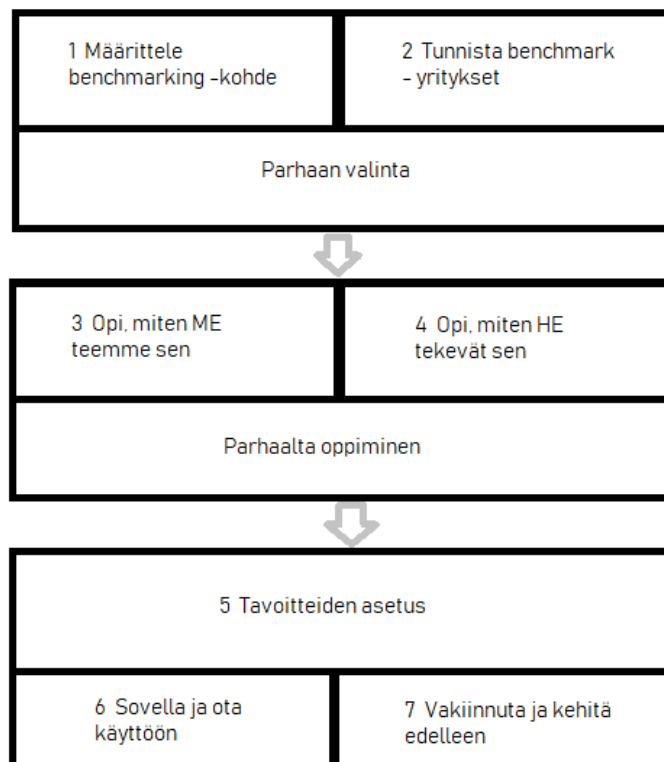 1 Määrittele
benchmarking -kohde
2 Tunnista benchmark
- yritykset
Parhaan valinta
3 Opi, miten ME
teemme sen
4 Opi, miten HE
tekevät sen
Parhaalta oppiminen
5 Tavoitteiden asetus
6 Sovella ja ota
käyttöön
7 Vakiinnuta ja kehitä
edelleen